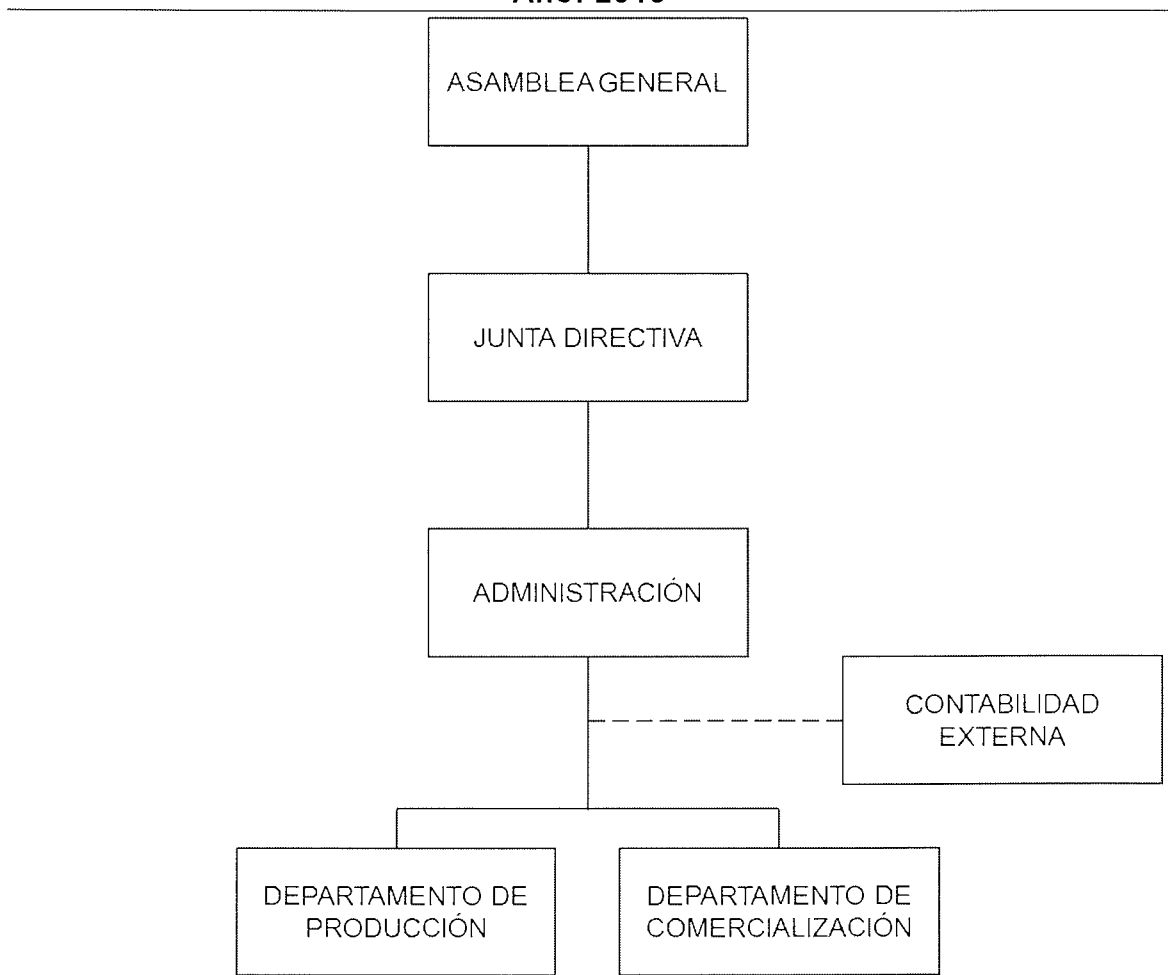 ASAMBLEA GENERAL
JUNTA DIRECTIVA
ADMINISTRACIÓN
CONTABILIDAD
EXTERNA
DEPARTAMENTO DE
PRODUCCIÓN
DEPARTAMENTO DE
COMERCIALIZACIÓN